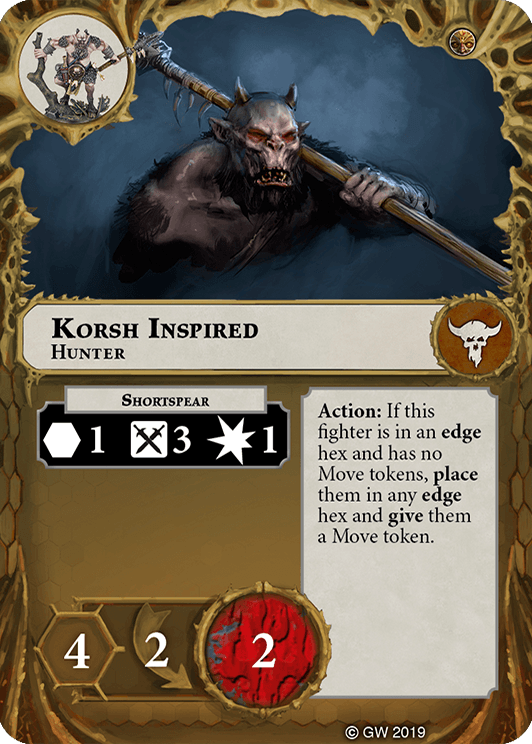 Korsh Inspired
Hunter
Shortspear
1 3 1
Action: If this
fighter is in an edge
hex and has no
Move tokens, place
them in any edge
hex and give them
a Move token.
4 2 2
© GW 2019